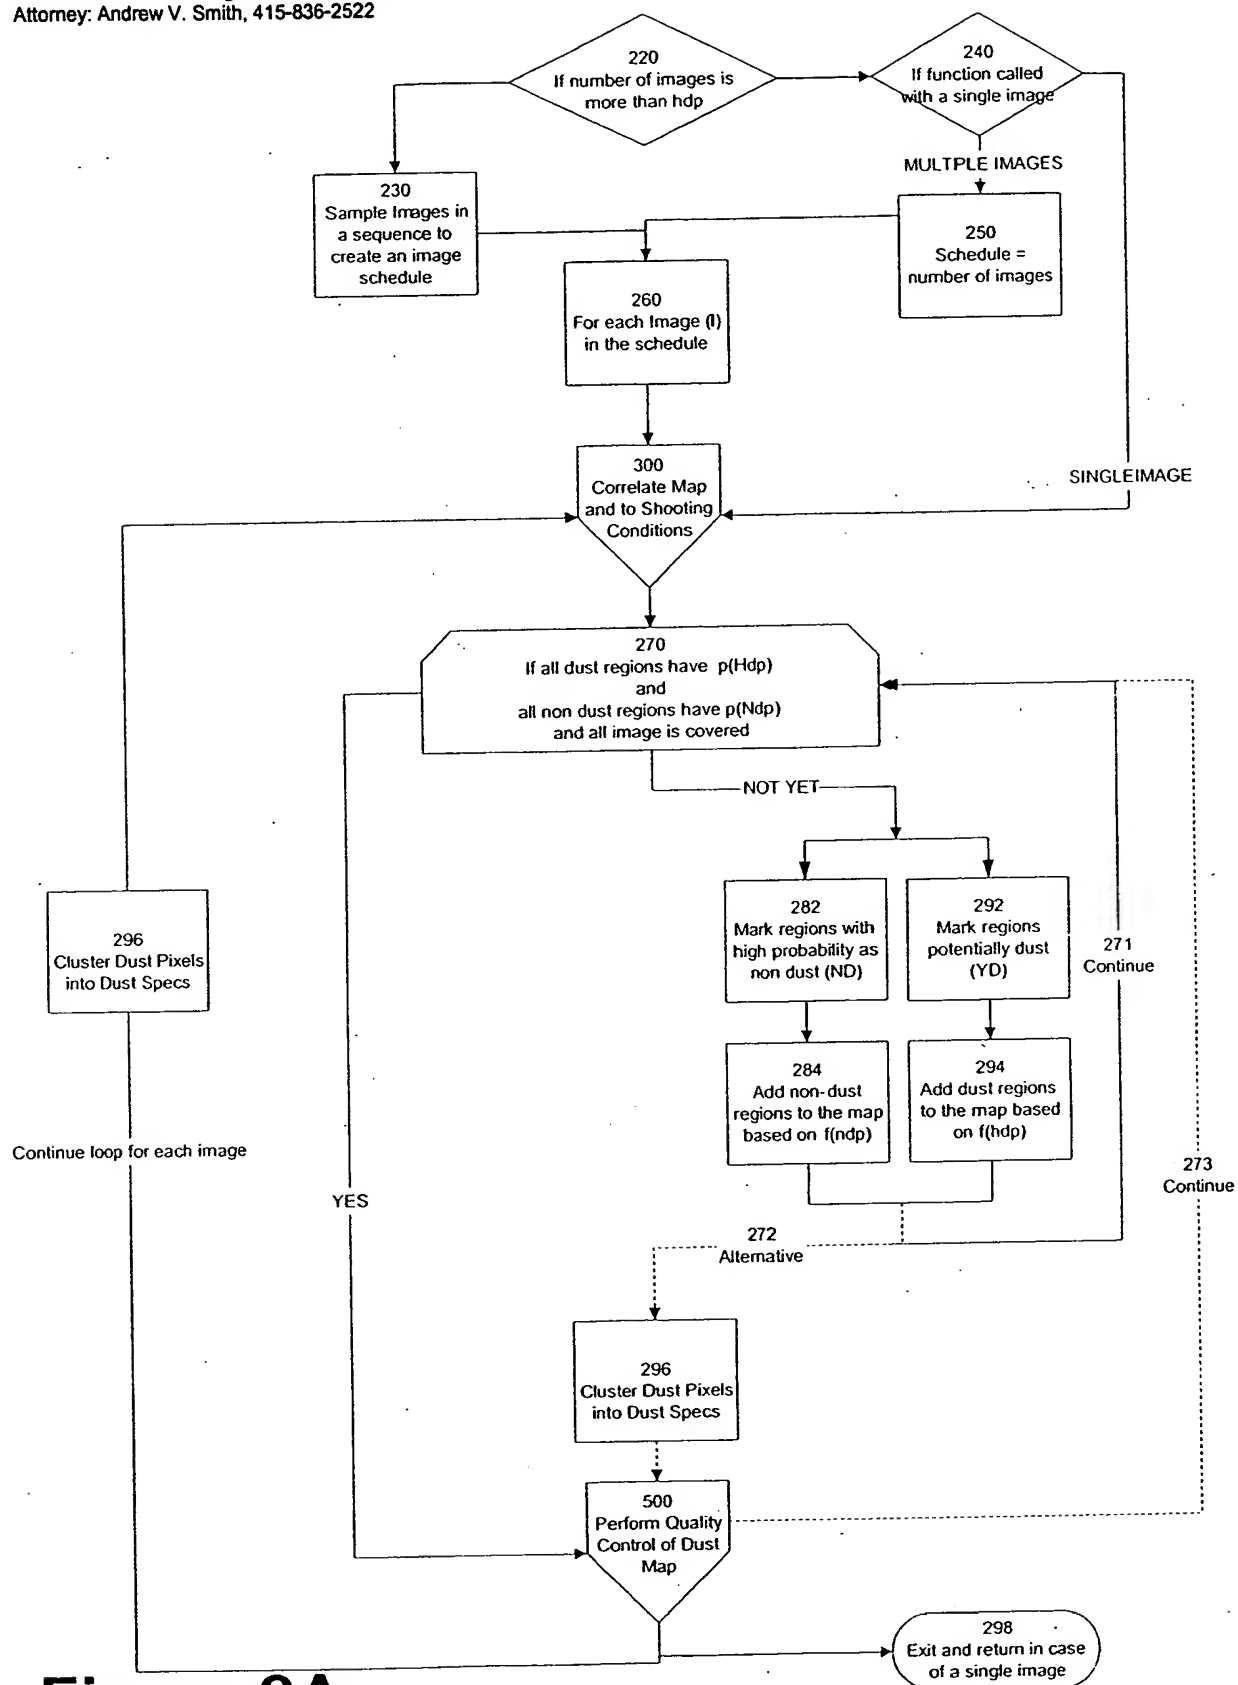 Attorney: Andrew V. Smith, 415-836-2522
220
If number of images is
more than hdp
240
If function called
with a single image
MULTPLE IMAGES
230
Sample Images in
a sequence to
create an image
schedule
250
Schedule =
number of images
260
For each Image (I)
in the schedule
SINGLEIMAGE
300
Correlate Map
and to Shooting
Conditions
270
If all dust regions have p(Hdp)
and
all non dust regions have p(Ndp)
and all image is covered
NOT YET
282
Mark regions with
high probability as
non dust (ND)
292
Mark regions
potentially dust
(YD)
271
Continue
296
Cluster Dust Pixels
into Dust Specs
284
Add non-dust
regions to the map
based on f(ndp)
294
Add dust regions
to the map based
on f(hdp)
Continue loop for each image
273
Continue
YES
272
Alternative
296
Cluster Dust Pixels
into Dust Specs
500
Perform Quality
Control of Dust
Map
298
Exit and return in case
of a single image